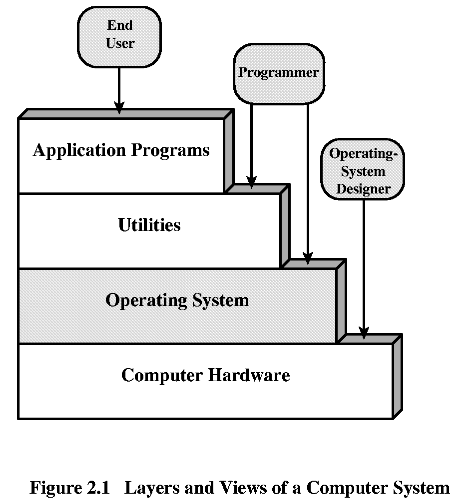 End
User
Programmer
Operating-
System
Designer
Application Programs
Utilities
Operating System
Computer Hardware
Figure 2.1 Layers and Views of a Computer System